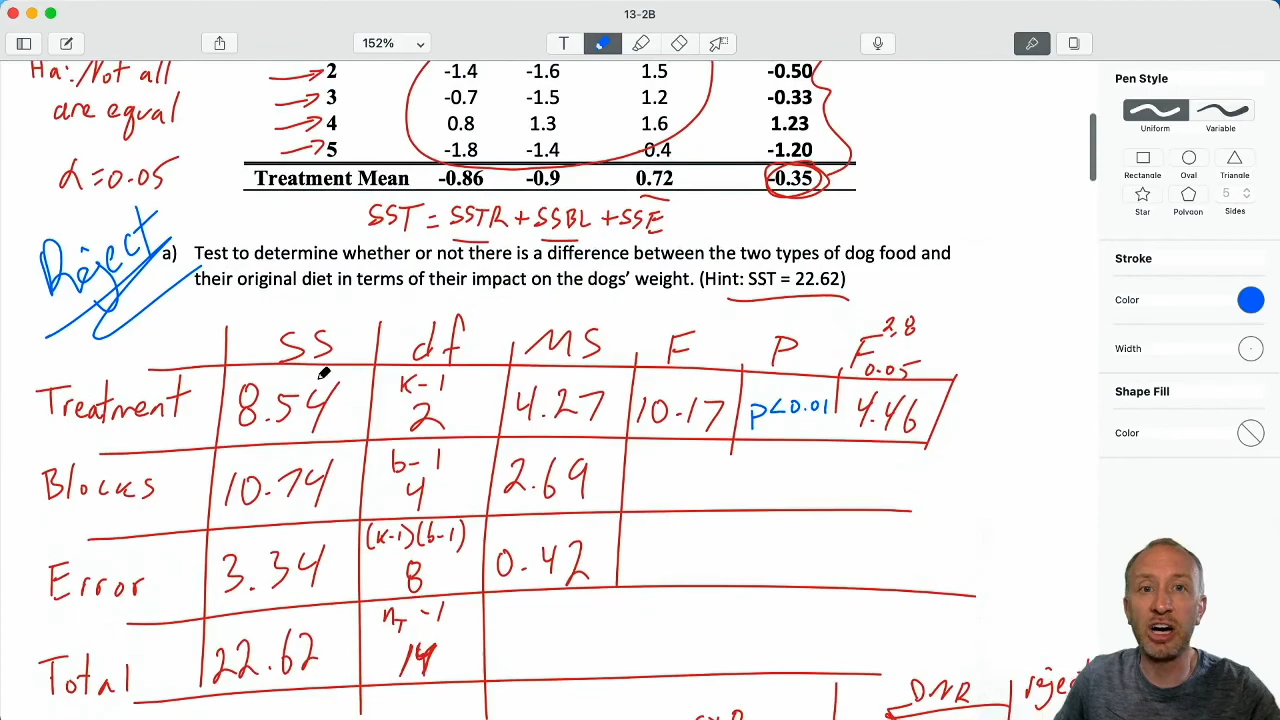 13-2B
152%
T
Pen Style
Uniform
Variable
Rectangle
Oval
Triangle
Star
Polygon
5
Sides
Stroke
Color
Width
Shape Fill
Color
Ha: Not all
are equal
α=0.05
Reject
2 -1.4 -1.6 1.5 -0.50
3 -0.7 -1.5 1.2 -0.33
4 0.8 1.3 1.6 1.23
5 -1.8 -1.4 -0.4 -1.20
Treatment Mean -0.86 -0.9 0.72 -0.35
SST = SSTR + SSBL + SSE
a) Test to determine whether or not there is a difference between the two types of dog food and
their original diet in terms of their impact on the dogs’ weight. (Hint: SST = 22.62)
SS df MS F P F 2,8 0.05
Treatment 8.54 K-1 2 4.27 10.17 p<0.01 4.46
Blocks 10.74 b-1 4 2.69
Error 3.34 (K-1)(b-1) 8 0.42
Total 22.62 nT-1 14
DNR